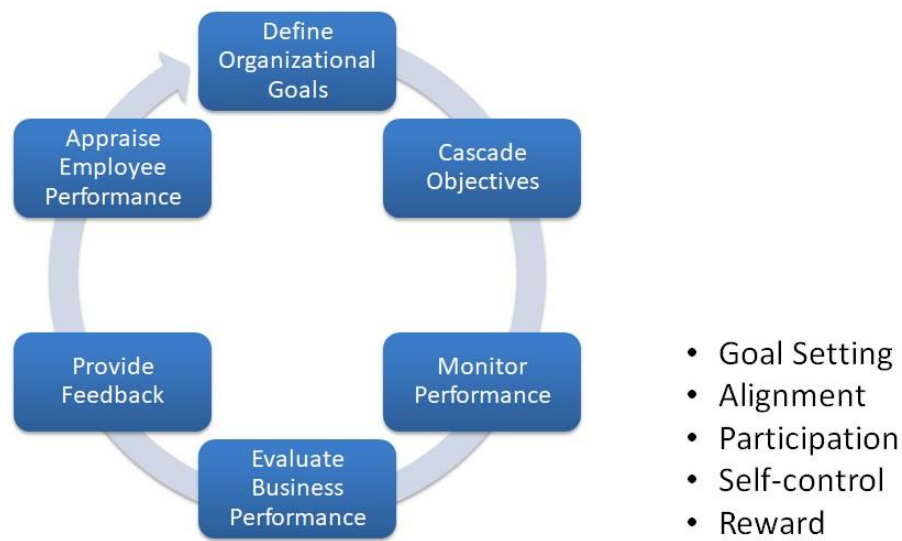 Define
Organizational
Goals
Cascade
Objectives
Monitor
Performance
Evaluate
Business
Performance
Provide
Feedback
Appraise
Employee
Performance
• Goal Setting
• Alignment
• Participation
• Self-control
• Reward